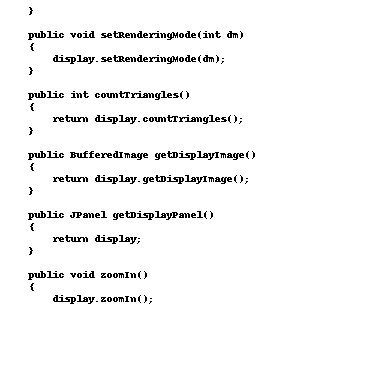 }

public void setRenderingMode(int dm)
{
    display.setRenderingMode(dm);
}

public int countTriangles()
{
    return display.countTriangles();
}

public BufferedImage getDisplayImage()
{
    return display.getDisplayImage();
}

public JPanel getDisplayPanel()
{
    return display;
}

public void zoomIn()
{
    display.zoomIn();